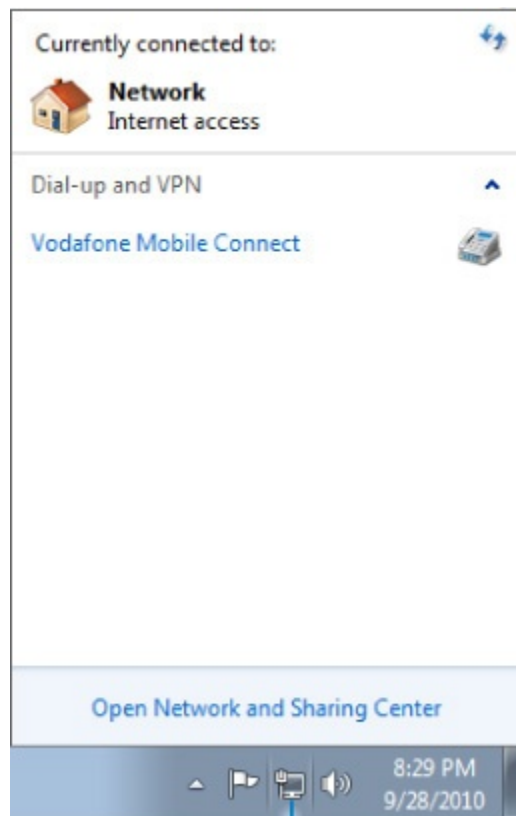 Currently connected to:
Network
Internet access
Dial-up and VPN
Vodafone Mobile Connect
Open Network and Sharing Center
8:29 PM
9/28/2010